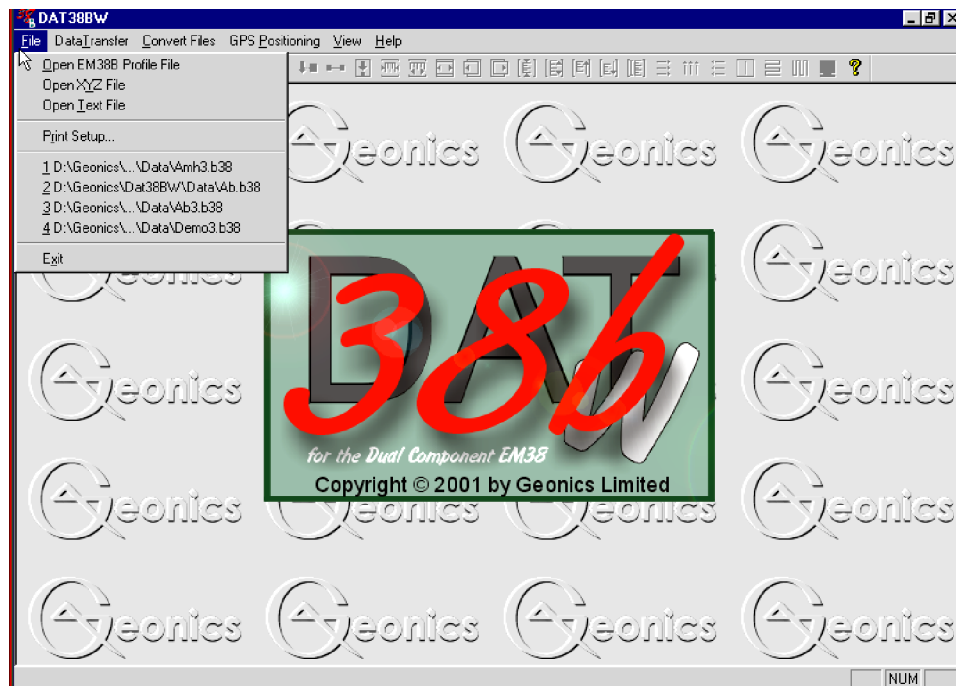 DAT38BW
File DataTransfer Convert Files GPS Positioning View Help
Open EM38B Profile File
Open XYZ File
Open Text File
Print Setup...
1 D:\Geonics\...\Data\Amh3.b38
2 D:\Geonics\Dat38BW\Data\Ab.b38
3 D:\Geonics\...\Data\Ab3.b38
4 D:\Geonics\...\Data\Demo3.b38
Exit
Geonics Geonics
Geonics Geonics
DAT
38b
W
for the Dual Component EM38
Copyright © 2001 by Geonics Limited
Geonics Geonics
Geonics Geonics Geonics Geonics
Geonics Geonics Geonics Geonics
NUM